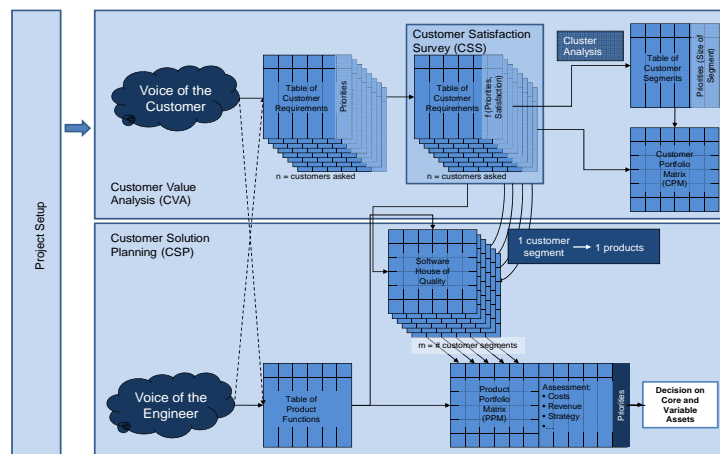 Project Setup
Voice of the
Customer
Customer Value
Analysis (CVA)
Table of
Customer
Requirements
Priorities
n = customers asked
Customer Satisfaction
Survey (CSS)
Table of
Customer
Requirements
f (Priorities,
Satisfaction)
n = customers asked
Cluster
Analysis
Table of
Customer
Segments
Priorities (Size of
Segment)
Customer
Portfolio
Matrix
(CPM)
Customer Solution
Planning (CSP)
Software
House of
Quality
m = # customer segments
1 customer
segment → 1 products
Voice of the
Engineer
Table of
Product
Functions
Product
Portfolio
Matrix
(PPM)
Assessment:
• Costs
• Revenue
• Strategy
• ...
Priorities
Decision on
Core and
Variable
Assets